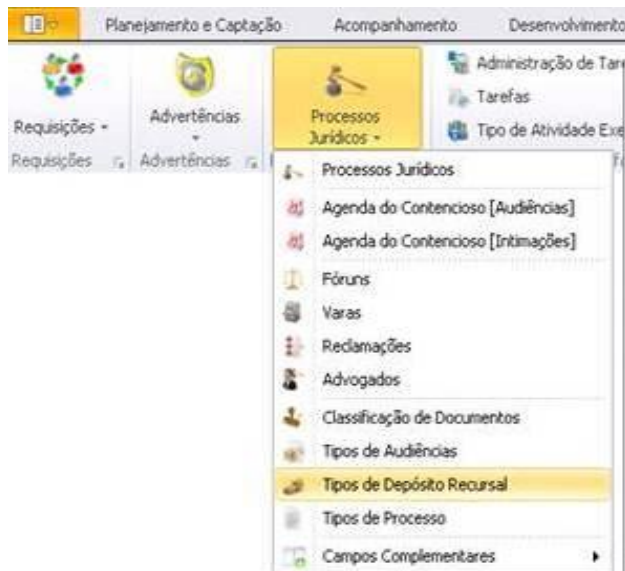 Planejamento e Captação Acompanhamento Desenvolvimento
Requisições
Advertências
Processos
Jurídicos
Administração de Tare
Tarefas
Tipo de Atividade Exe
Requisições Advertências
Processos Jurídicos
Agenda do Contencioso [Audiências]
Agenda do Contencioso [Intimações]
Fóruns
Varas
Reclamações
Advogados
Classificação de Documentos
Tipos de Audiências
Tipos de Depósito Recursal
Tipos de Processo
Campos Complementares